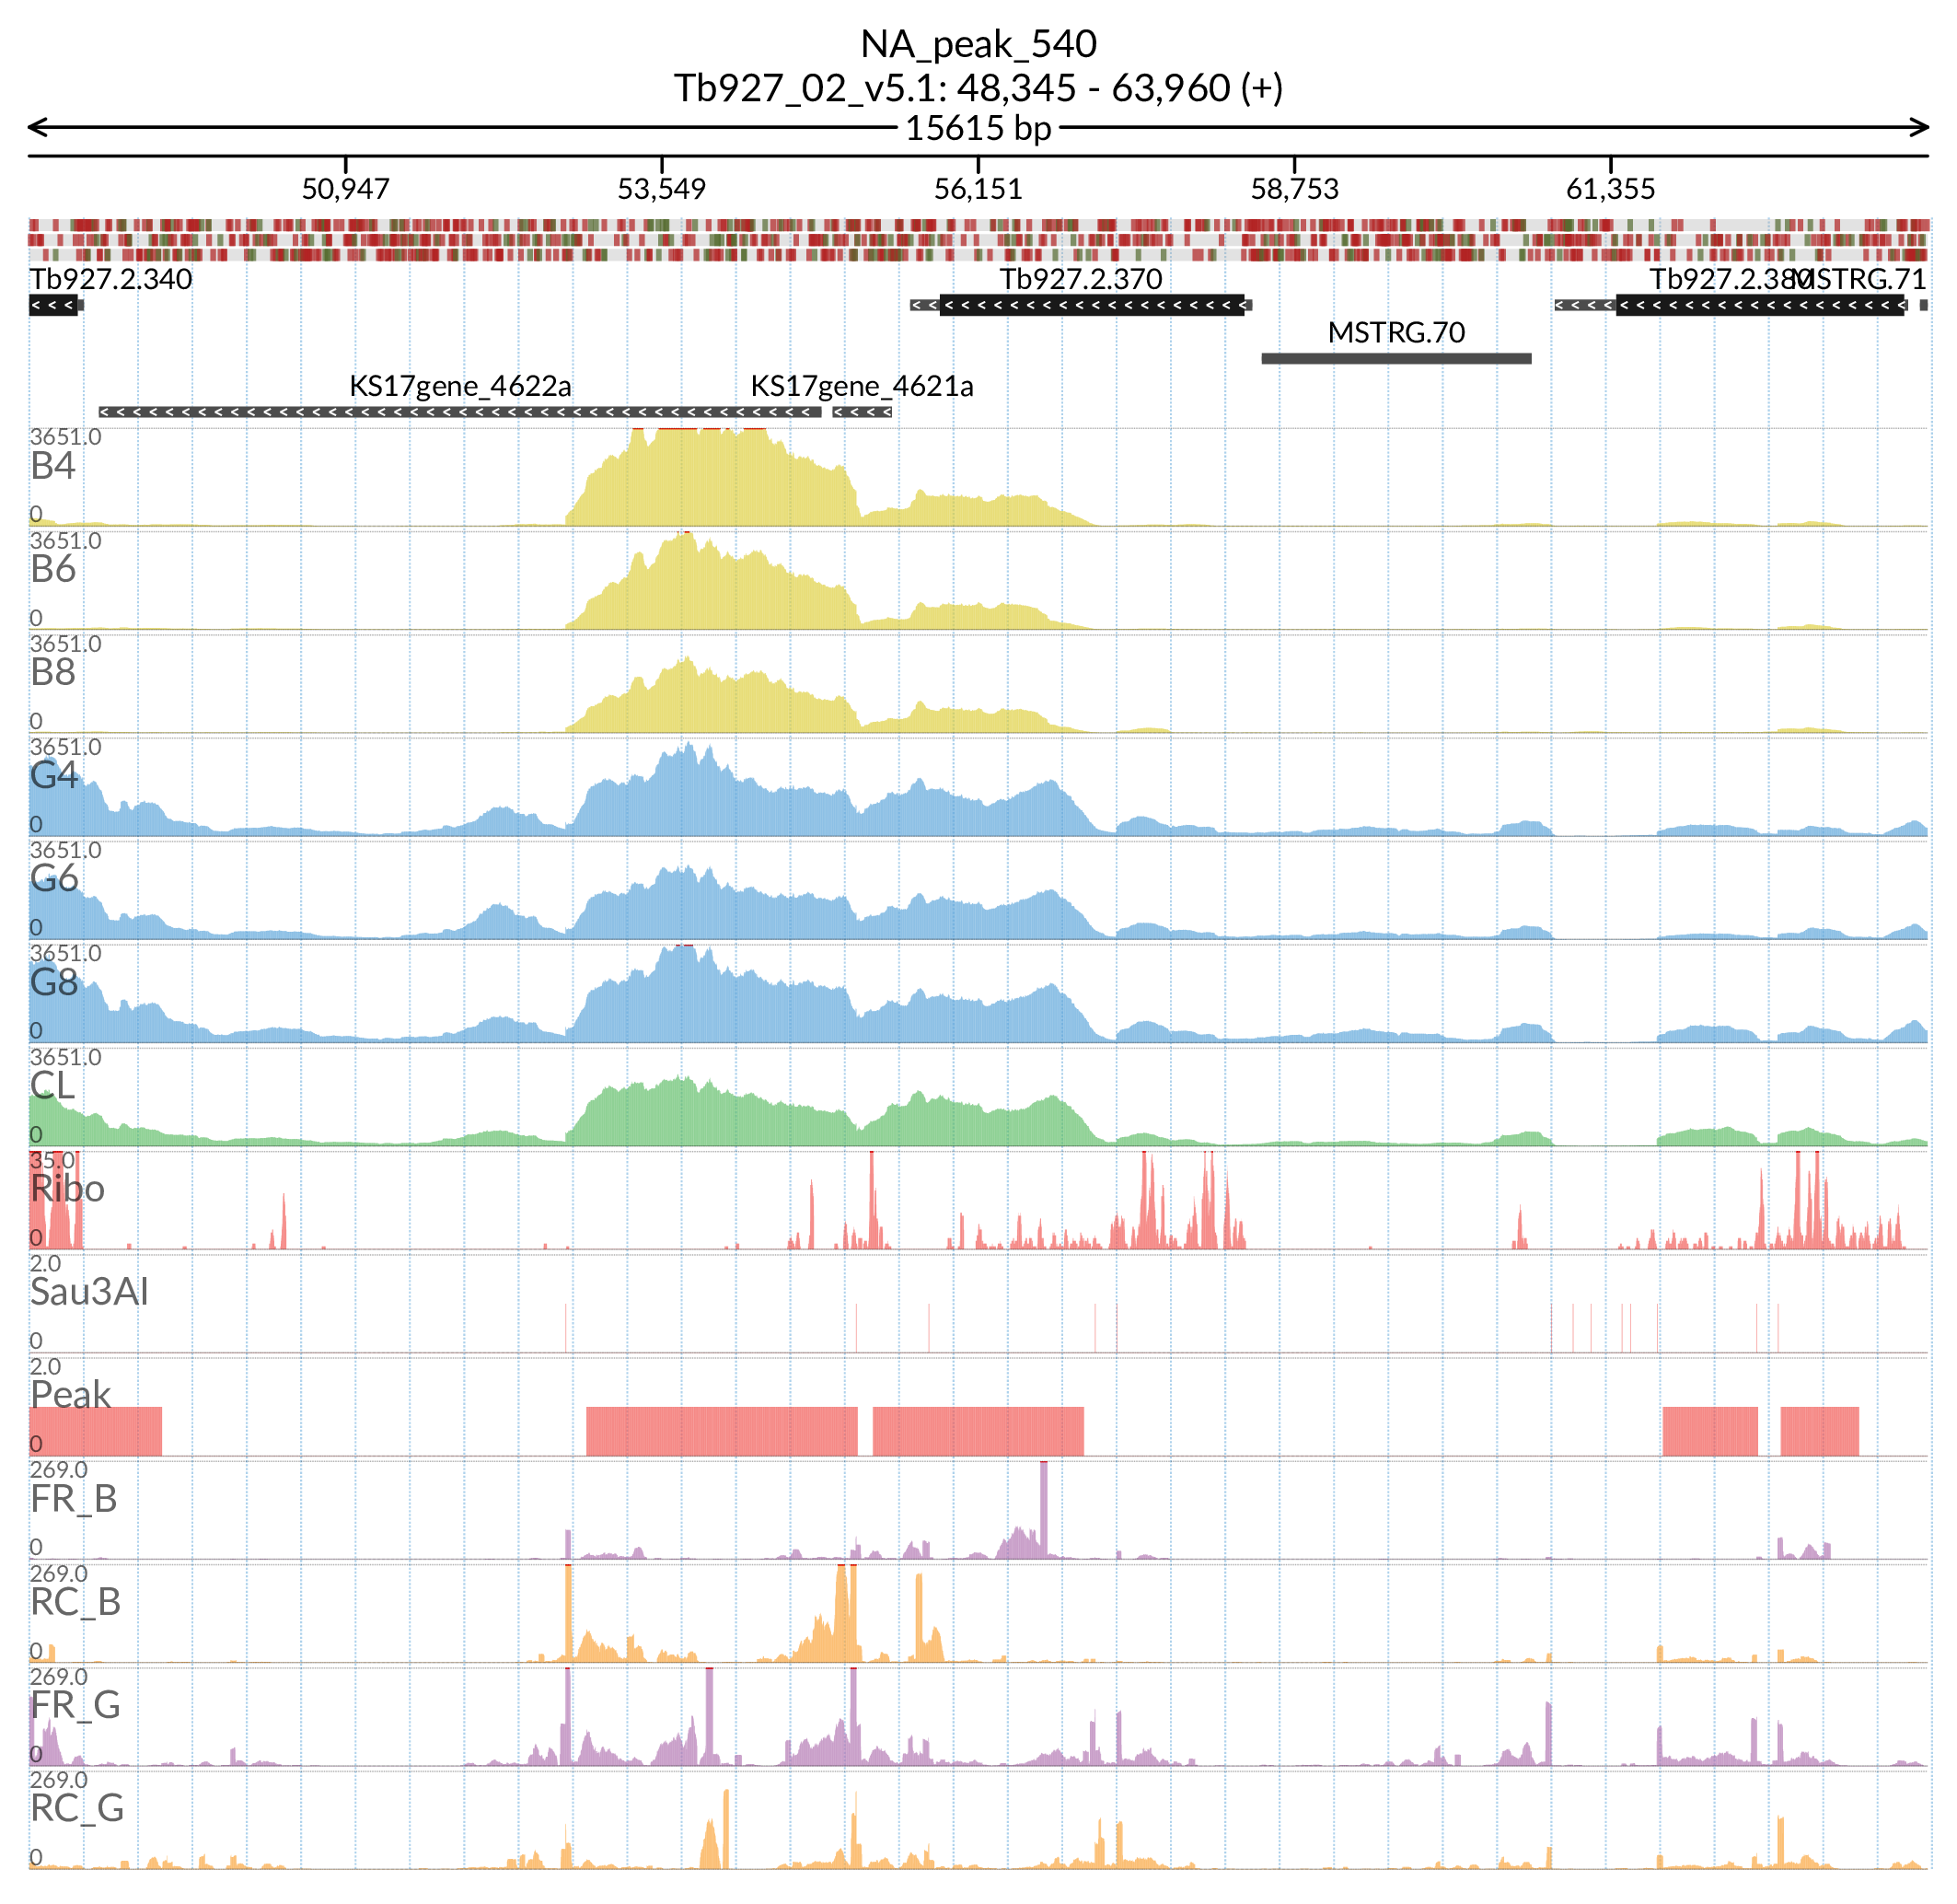 NA_peak_540
Tb927_02_v5.1: 48,345 - 63,960 (+)
15615 bp
50,947 53,549 56,151 58,753 61,355
Tb927.2.340 Tb927.2.370 Tb927.2.380 MSTRG.71
MSTRG.70
KS17gene_4622a KS17gene_4621a
3651.0
B4
0
3651.0
B6
0
3651.0
B8
0
3651.0
G4
0
3651.0
G6
0
3651.0
G8
0
3651.0
CL
0
35.0
Ribo
0
2.0
Sau3AI
0
2.0
Peak
0
269.0
FR_B
0
269.0
RC_B
0
269.0
FR_G
0
269.0
RC_G
0